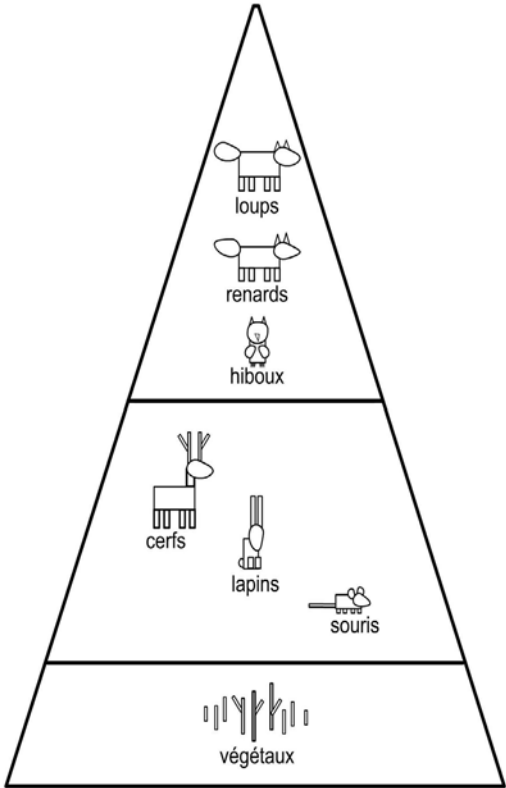 loups
renards
hiboux
cerfs
lapins
souris
végétaux